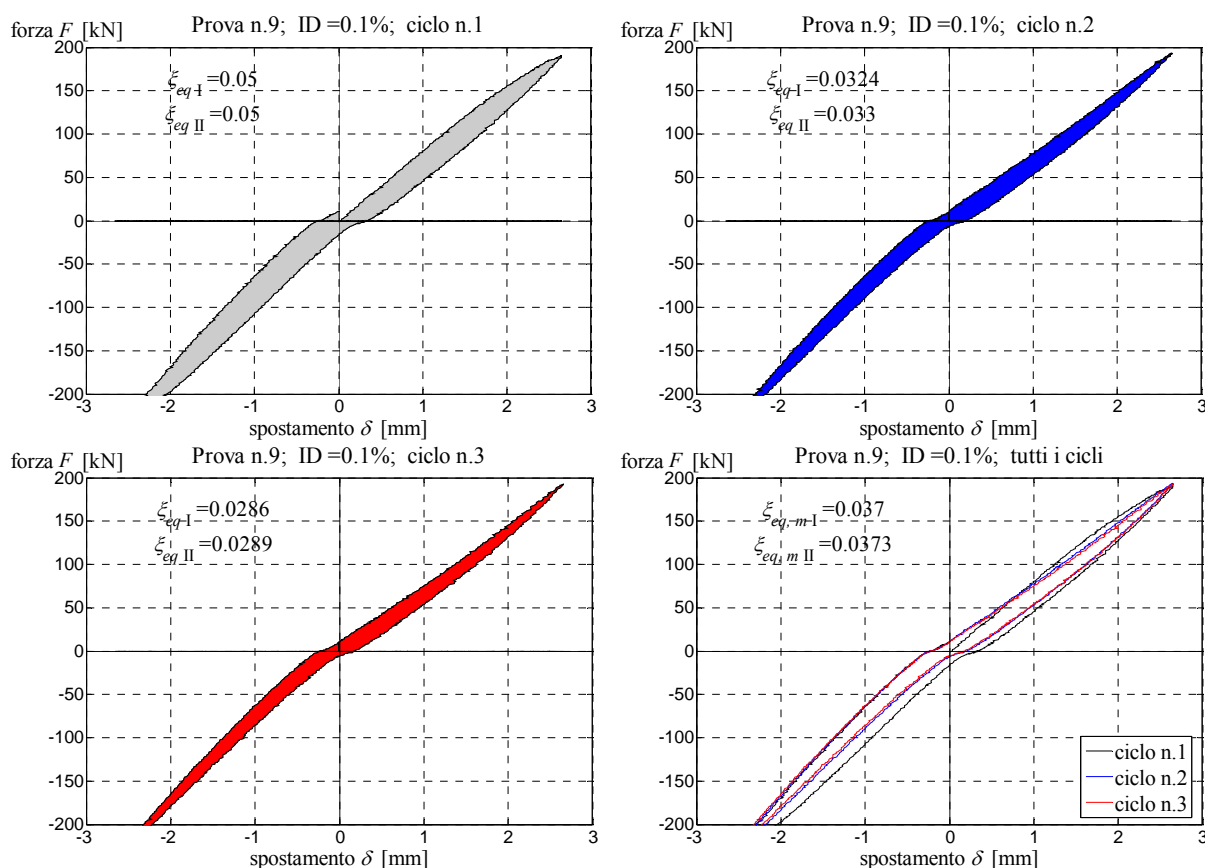 forza F [kN]
Prova n.9; ID =0.1%; ciclo n.1
200
150
100
50
0
-50
-100
-150
-200
ξeq I =0.05
ξeq II =0.05
-3 -2 -1 0 1 2 3
spostamento δ [mm]
forza F [kN]
Prova n.9; ID =0.1%; ciclo n.2
200
150
100
50
0
-50
-100
-150
-200
ξeq I =0.0324
ξeq II =0.033
-3 -2 -1 0 1 2 3
spostamento δ [mm]
forza F [kN]
Prova n.9; ID =0.1%; ciclo n.3
200
150
100
50
0
-50
-100
-150
-200
ξeq I =0.0286
ξeq II =0.0289
-3 -2 -1 0 1 2 3
spostamento δ [mm]
forza F [kN]
Prova n.9; ID =0.1%; tutti i cicli
200
150
100
50
0
-50
-100
-150
-200
ξeq, m I =0.037
ξeq, m II =0.0373
ciclo n.1
ciclo n.2
ciclo n.3
-3 -2 -1 0 1 2 3
spostamento δ [mm]